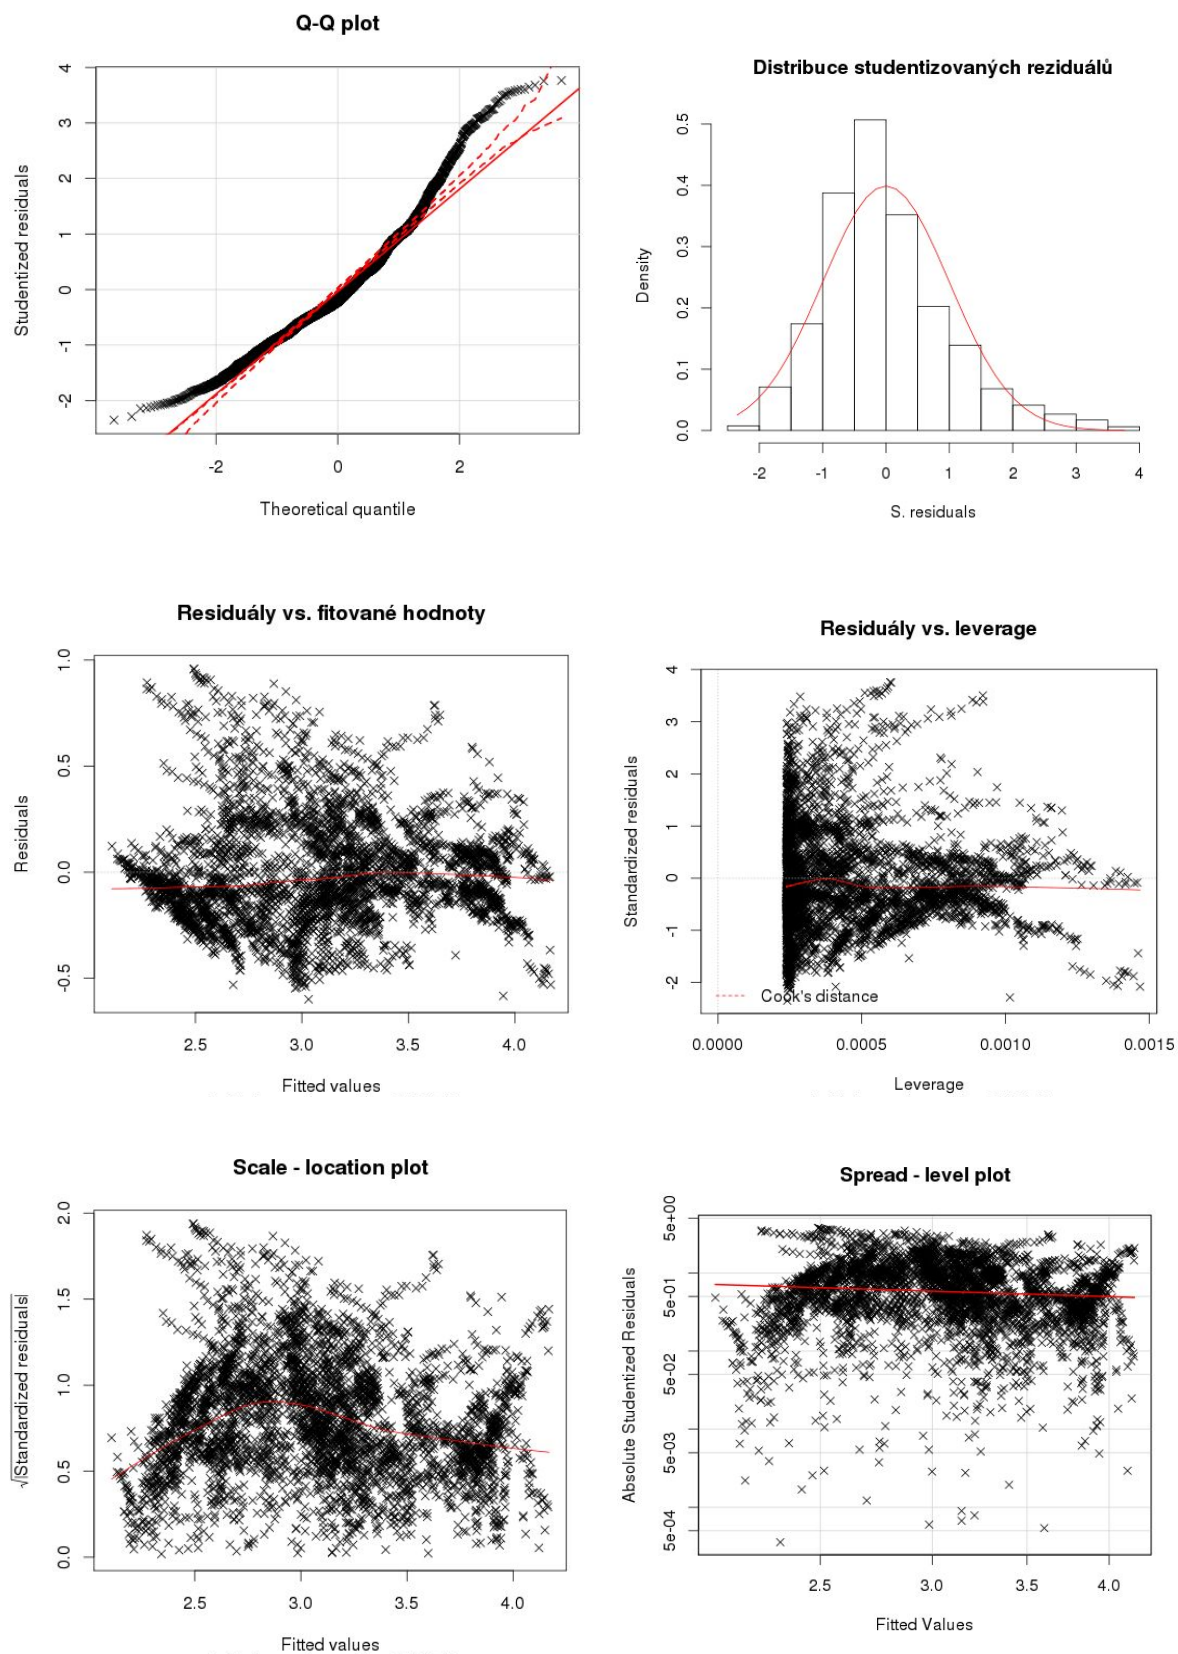 Q-Q plot
Studentized residuals
4
3
2
1
0
-1
-2
-2 0 2
Theoretical quantile
Distribuce studentizovaných reziduálů
Density
0.5
0.4
0.3
0.2
0.1
0.0
-2 -1 0 1 2 3 4
S. residuals
Residuály vs. fitované hodnoty
Residuals
1.0
0.5
0.0
-0.5
2.5 3.0 3.5 4.0
Fitted values
Residuály vs. leverage
Standardized residuals
4
3
2
1
0
-1
-2
Cook's distance
0.0000 0.0005 0.0010 0.0015
Leverage
Scale - location plot
√|Standardized residuals|
2.0
1.5
1.0
0.5
0.0
2.5 3.0 3.5 4.0
Fitted values
Spread - level plot
Absolute Studentized Residuals
5e+00
5e-01
5e-02
5e-03
5e-04
2.5 3.0 3.5 4.0
Fitted Values